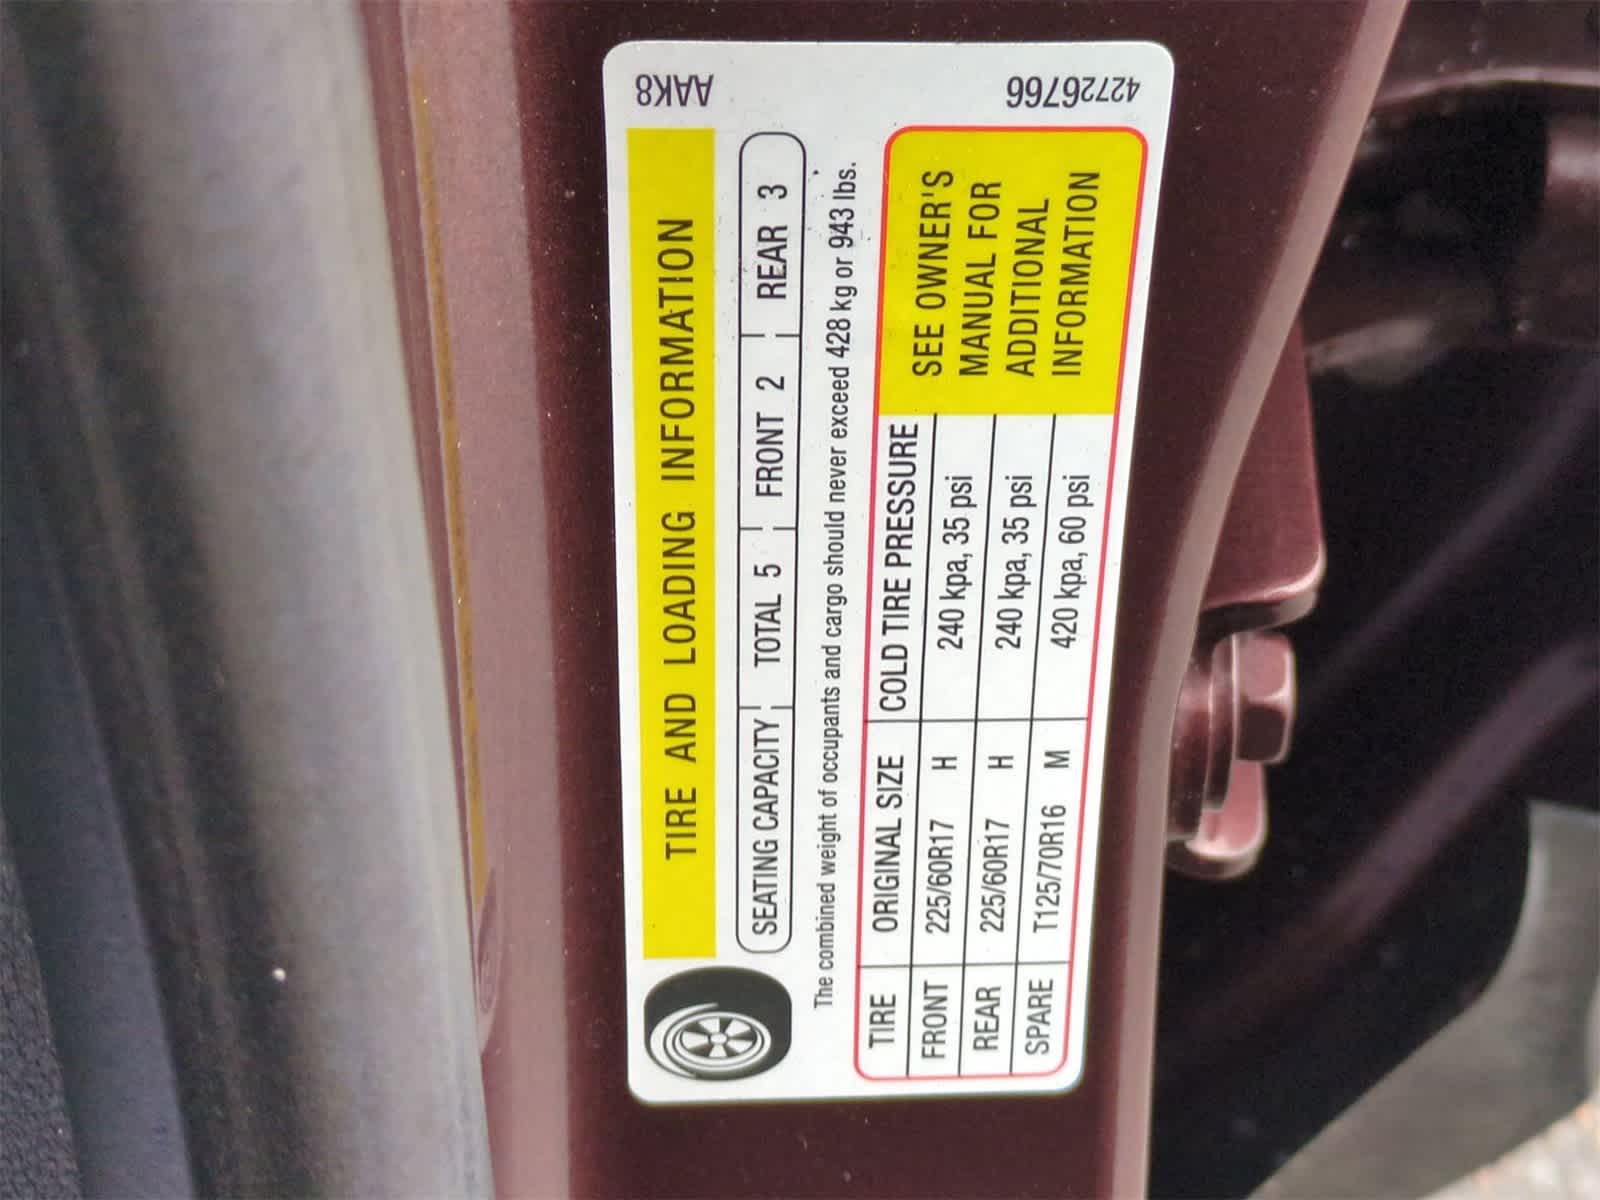 TIRE AND LOADING INFORMATION
SEATING CAPACITY TOTAL 5 FRONT 2 REAR 3
The combined weight of occupants and cargo should never exceed 428 kg or 943 lbs.
TIRE ORIGINAL SIZE COLD TIRE PRESSURE
FRONT 225/60R17 H 240 kpa, 35 psi
REAR 225/60R17 H 240 kpa, 35 psi
SPARE T125/70R16 M 420 kpa, 60 psi
SEE OWNER'S
MANUAL FOR
ADDITIONAL
INFORMATION
AAK8
42726766